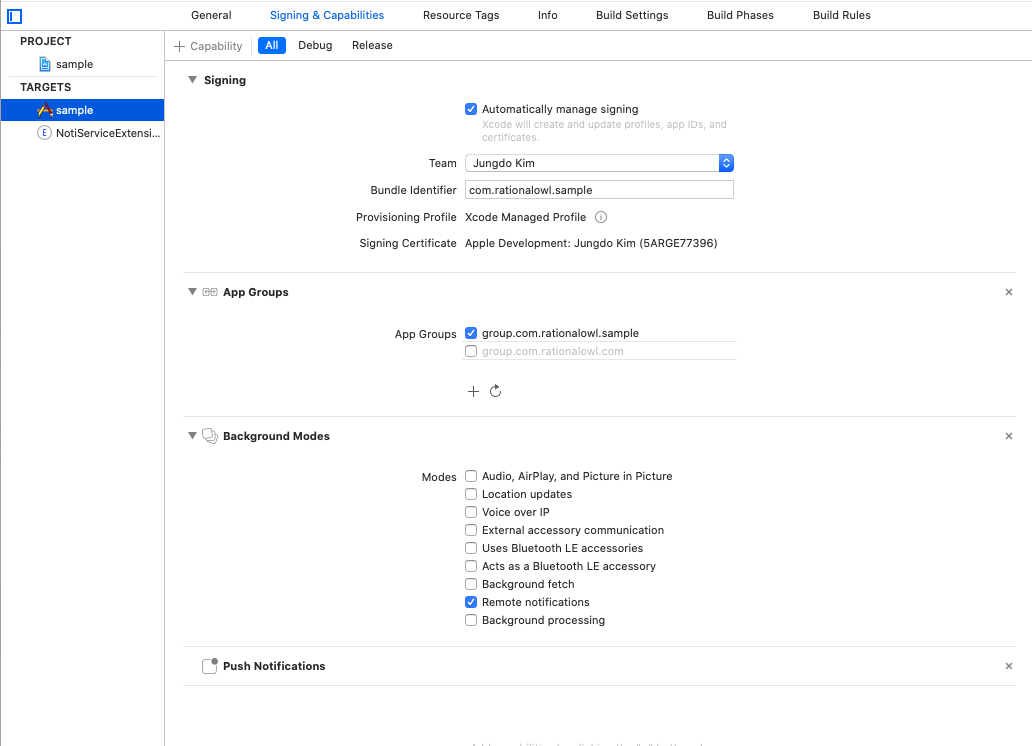 General Signing & Capabilities Resource Tags Info Build Settings Build Phases Build Rules
PROJECT
sample
TARGETS
sample
E NotiServiceExtensi...
+ Capability All Debug Release
Signing
Automatically manage signing
Xcode will create and update profiles, app IDs, and
certificates.
Team Jungdo Kim
Bundle Identifier com.rationalowl.sample
Provisioning Profile Xcode Managed Profile
Signing Certificate Apple Development: Jungdo Kim (5ARGE77396)
App Groups
App Groups group.com.rationalowl.sample
group.com.rationalowl.com
Background Modes
Modes Audio, AirPlay, and Picture in Picture
Location updates
Voice over IP
External accessory communication
Uses Bluetooth LE accessories
Acts as a Bluetooth LE accessory
Background fetch
Remote notifications
Background processing
Push Notifications